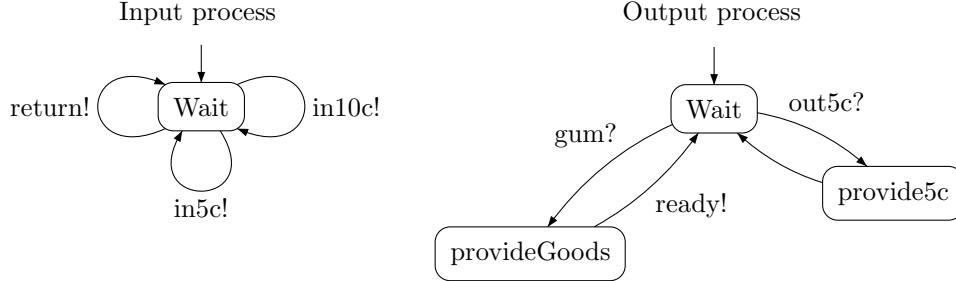 Input process
Output process
Wait
return!
in10c!
in5c!
Wait
out5c?
gum?
provide5c
ready!
provideGoods